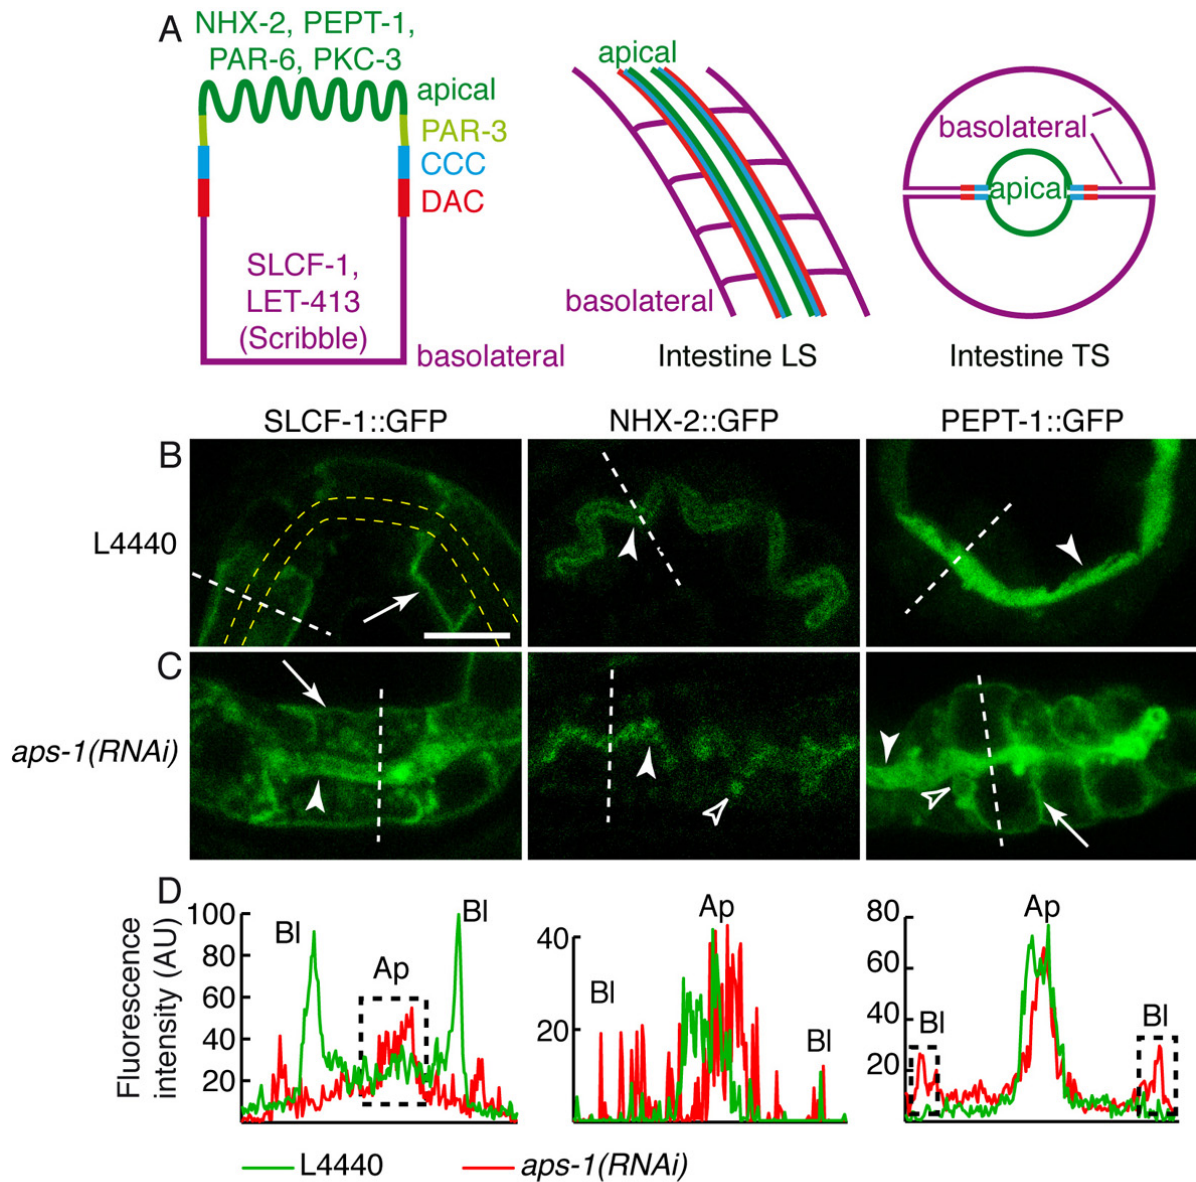 A
NHX-2, PEPT-1,
PAR-6, PKC-3
apical
PAR-3
CCC
DAC
SLCF-1,
LET-413
(Scribble)
basolateral
apical
basolateral
Intestine LS
basolateral
apical
Intestine TS
SLCF-1::GFP
NHX-2::GFP
PEPT-1::GFP
B
L4440
C
aps-1(RNAi)
D
Fluorescence
intensity (AU)
100
80
60
40
20
Bl
Ap
Bl
40
20
Bl
Ap
Bl
80
60
40
20
Bl
Ap
Bl
L4440
aps-1(RNAi)